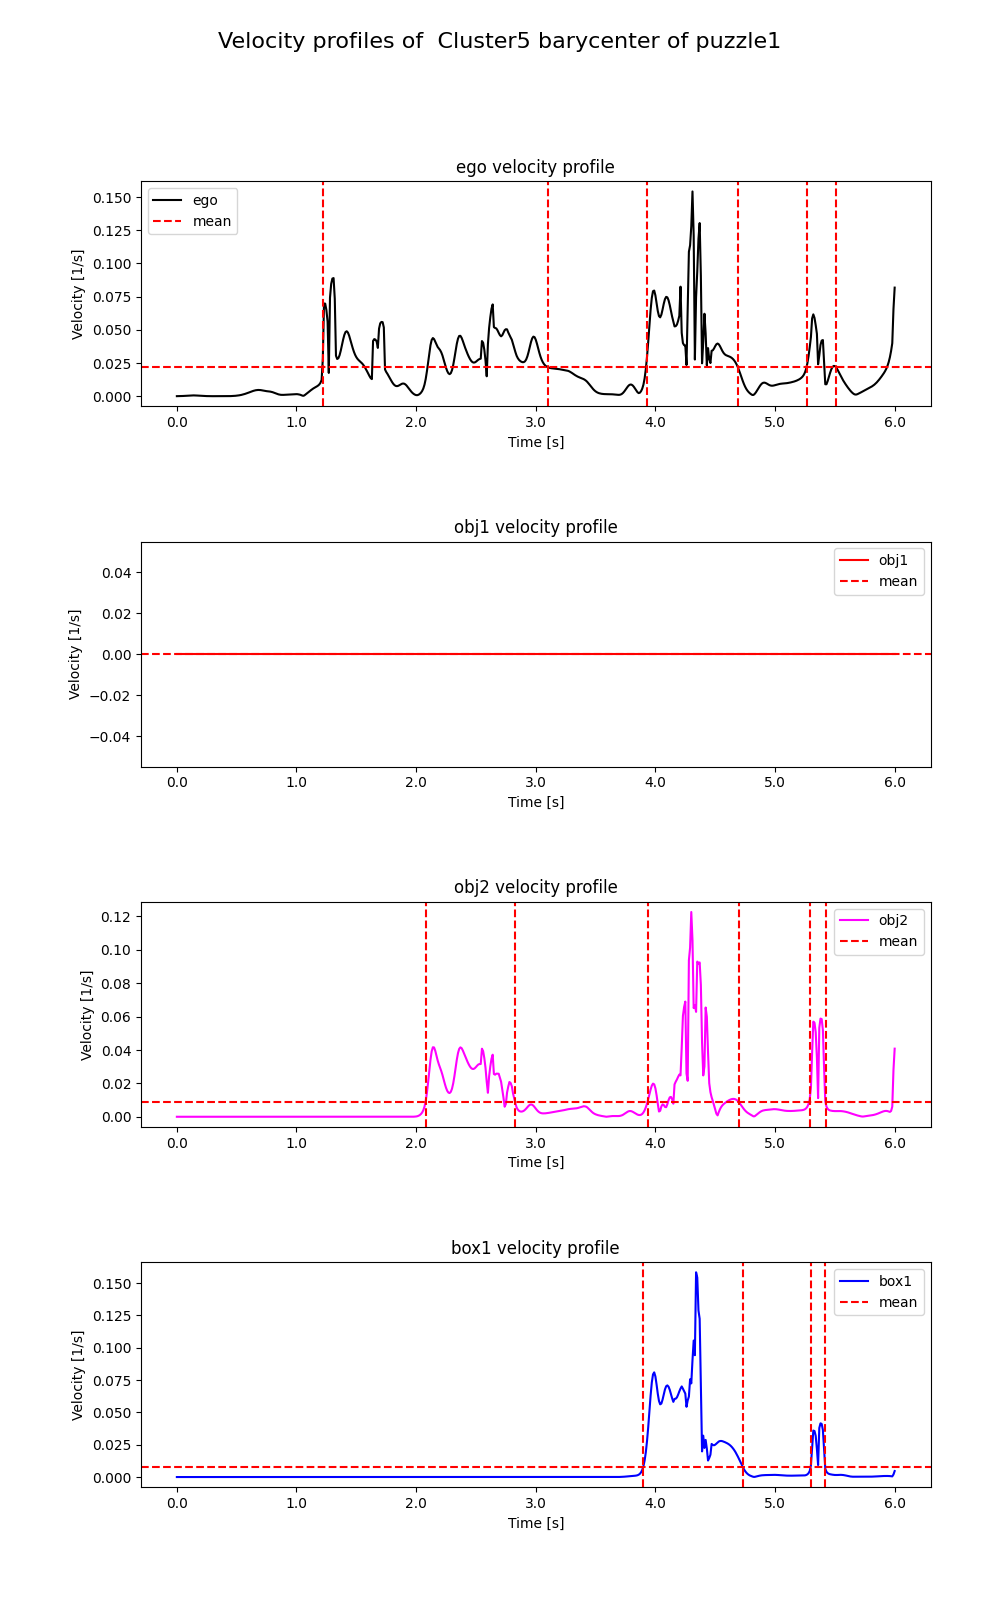 Velocity profiles of  Cluster5 barycenter of puzzle1
ego velocity profile
ego
mean
Velocity [1/s]
0.150
0.125
0.100
0.075
0.050
0.025
0.000
0.0 1.0 2.0 3.0 4.0 5.0 6.0
Time [s]
obj1 velocity profile
obj1
mean
Velocity [1/s]
0.04
0.02
0.00
−0.02
−0.04
0.0 1.0 2.0 3.0 4.0 5.0 6.0
Time [s]
obj2 velocity profile
obj2
mean
Velocity [1/s]
0.12
0.10
0.08
0.06
0.04
0.02
0.00
0.0 1.0 2.0 3.0 4.0 5.0 6.0
Time [s]
box1 velocity profile
box1
mean
Velocity [1/s]
0.150
0.125
0.100
0.075
0.050
0.025
0.000
0.0 1.0 2.0 3.0 4.0 5.0 6.0
Time [s]